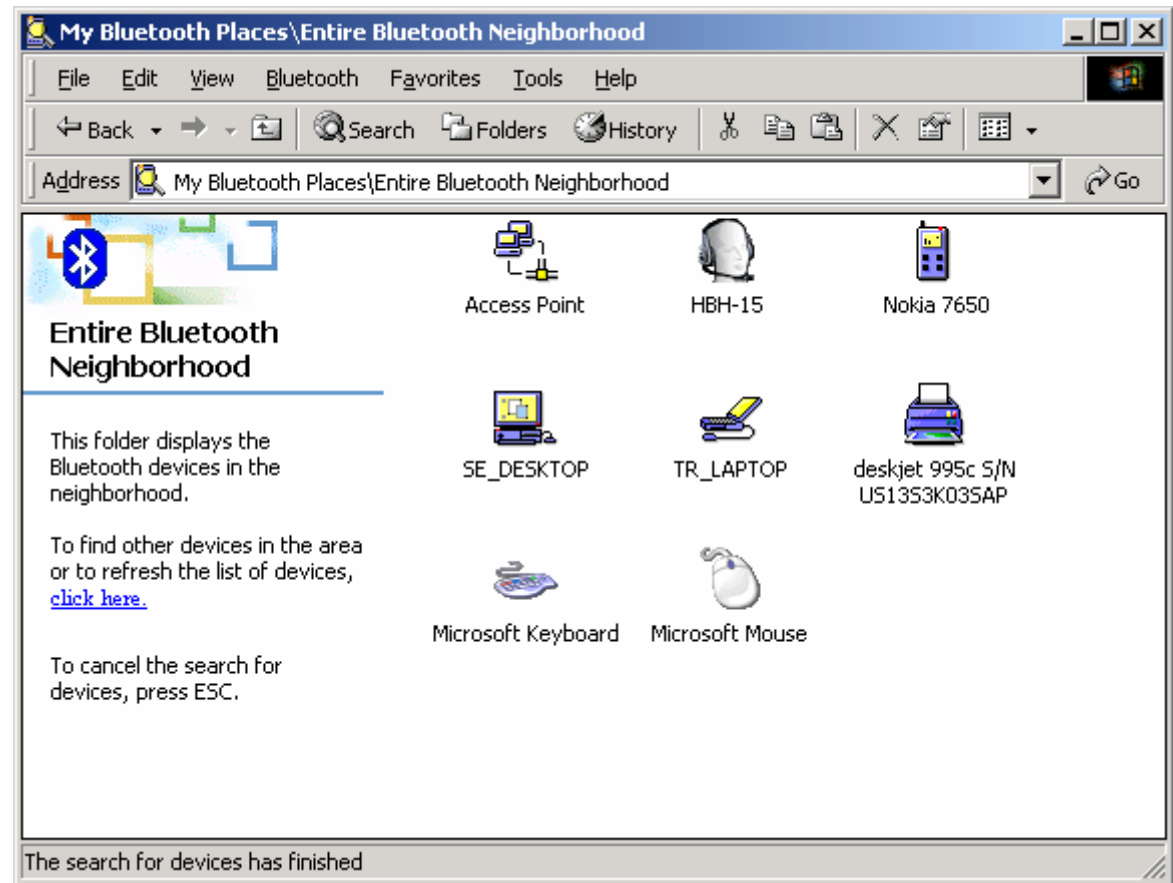 My Bluetooth Places\Entire Bluetooth Neighborhood
File Edit View Bluetooth Favorites Tools Help
Back Search Folders History
Address My Bluetooth Places\Entire Bluetooth Neighborhood Go
Entire Bluetooth
Neighborhood
This folder displays the
Bluetooth devices in the
neighborhood.
To find other devices in the area
or to refresh the list of devices,
click here.
To cancel the search for
devices, press ESC.
Access Point HBH-15 Nokia 7650
SE_DESKTOP TR_LAPTOP deskjet 995c S/N
US13S3K03SAP
Microsoft Keyboard Microsoft Mouse
The search for devices has finished